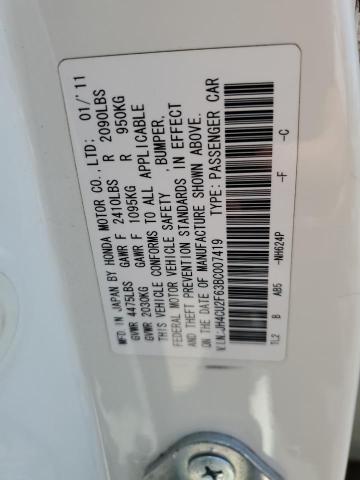 MFD IN JAPAN BY HONDA MOTOR CO., LTD: 01/'11
GVWR 4475LBS GAWR F 2410LBS R 2090LBS
GVWR 2030KG GAWR F 1095KG R 950KG
THIS VEHICLE CONFORMS TO ALL APPLICABLE
FEDERAL MOTOR VEHICLE SAFETY , BUMPER,
AND THEFT PREVENTION STANDARDS IN EFFECT
ON THE DATE OF MANUFACTURE SHOWN ABOVE.
V.I.N: JH4CU2F63BC007419 TYPE: PASSENGER CAR
TL2 B AB5 -NH624P -F -C